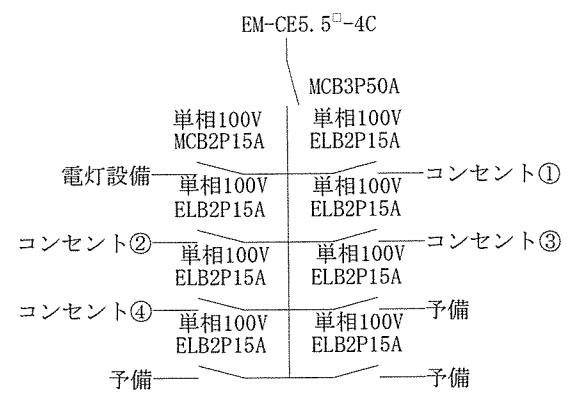 EM-CE5.5□-4C
MCB3P50A
単相100V 単相100V
MCB2P15A ELB2P15A
電灯設備 コンセント①
単相100V 単相100V
ELB2P15A ELB2P15A
コンセント② コンセント③
単相100V 単相100V
ELB2P15A ELB2P15A
コンセント④ 予備
単相100V 単相100V
ELB2P15A ELB2P15A
予備 予備